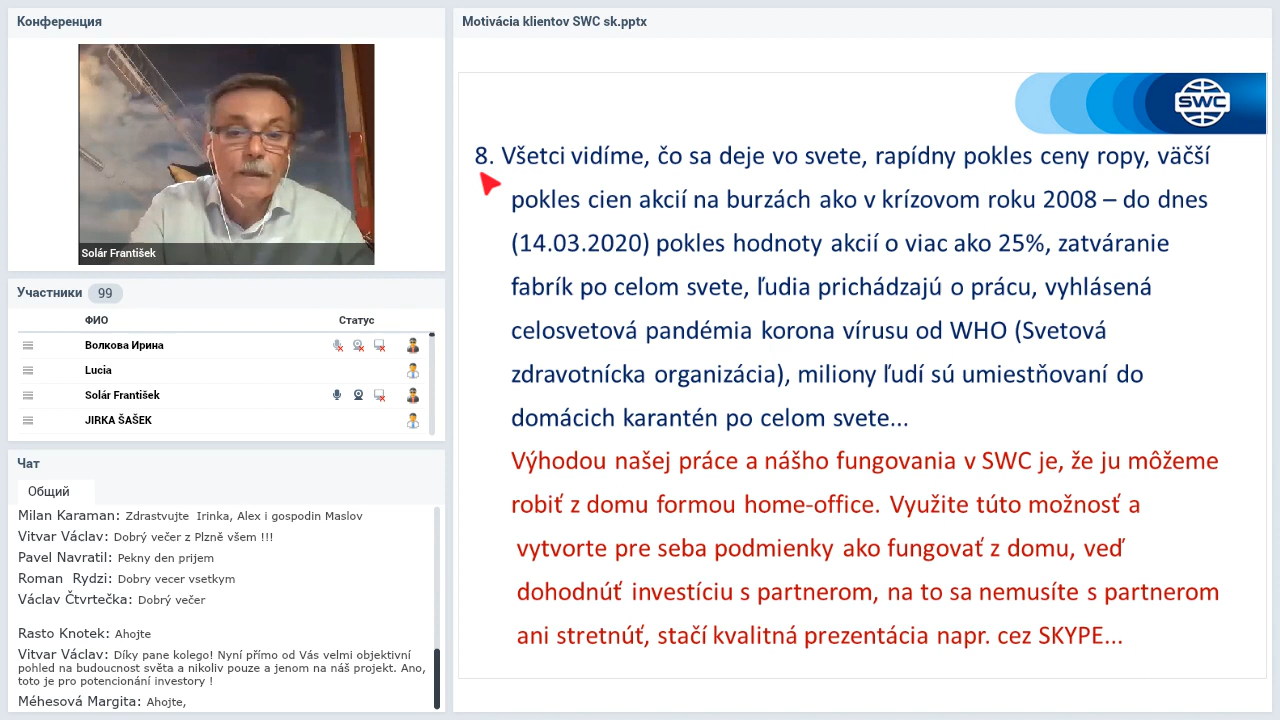 Конференция
Solár František
Участники 99
ФИО Статус
Волкова Ирина
Lucia
Solár František
JIRKA ŠAŠEK
Чат
Общий
Milan Karaman: Zdrastvujte Irinka, Alex i gospodin Maslov
Vitvar Václav: Dobrý večer z Plzně všem !!!
Pavel Navratil: Pekny den prijem
Roman Rydzi: Dobry vecer vsetkym
Václav Čtvrtečka: Dobrý večer
Rasto Knotek: Ahojte
Vitvar Václav: Díky pane kolego! Nyní přímo od Vás velmi objektivní
pohled na budoucnost světa a nikoliv pouze a jenom na náš projekt. Ano,
toto je pro potencionání investory !
Méhesová Margita: Ahojte,
Motivácia klientov SWC sk.pptx
SWC
8. Všetci vidíme, čo sa deje vo svete, rapídny pokles ceny ropy, väčší
pokles cien akcií na burzách ako v krízovom roku 2008 – do dnes
(14.03.2020) pokles hodnoty akcií o viac ako 25%, zatváranie
fabrík po celom svete, ľudia prichádzajú o prácu, vyhlásená
celosvetová pandémia korona vírusu od WHO (Svetová
zdravotnícka organizácia), miliony ľudí sú umiestňovaní do
domácich karantén po celom svete...
Výhodou našej práce a nášho fungovania v SWC je, že ju môžeme
robiť z domu formou home-office. Využite túto možnosť a
vytvorte pre seba podmienky ako fungovať z domu, veď
dohodnúť investíciu s partnerom, na to sa nemusíte s partnerom
ani stretnúť, stačí kvalitná prezentácia napr. cez SKYPE...